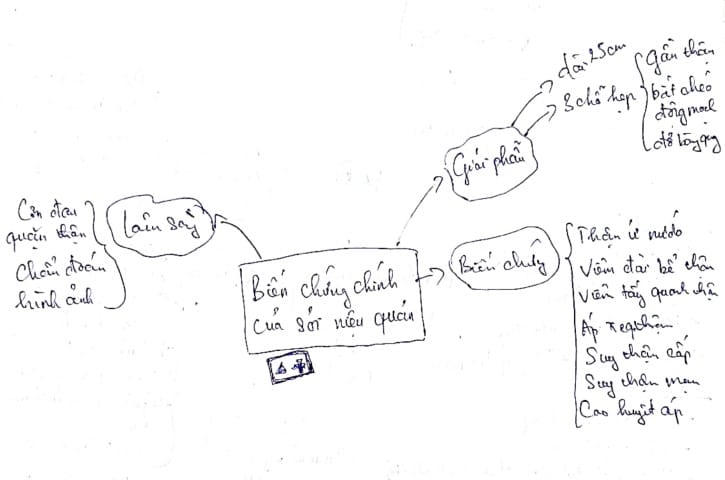 dài 25cm
3 chỗ hẹp
Gần thận
bắt chéo
động mạch
đổ bàng quang
Giải phẫu
Lâm sàng
Cơn đau
quặn thận
Chẩn đoán
hình ảnh
Biến chứng chính
của sỏi niệu quản
Biến chứng
Thận ứ nước
Viêm đài bể thận
Viêm tấy quanh thận
Áp xe thận
Suy thận cấp
Suy thận mạn
Cao huyết áp